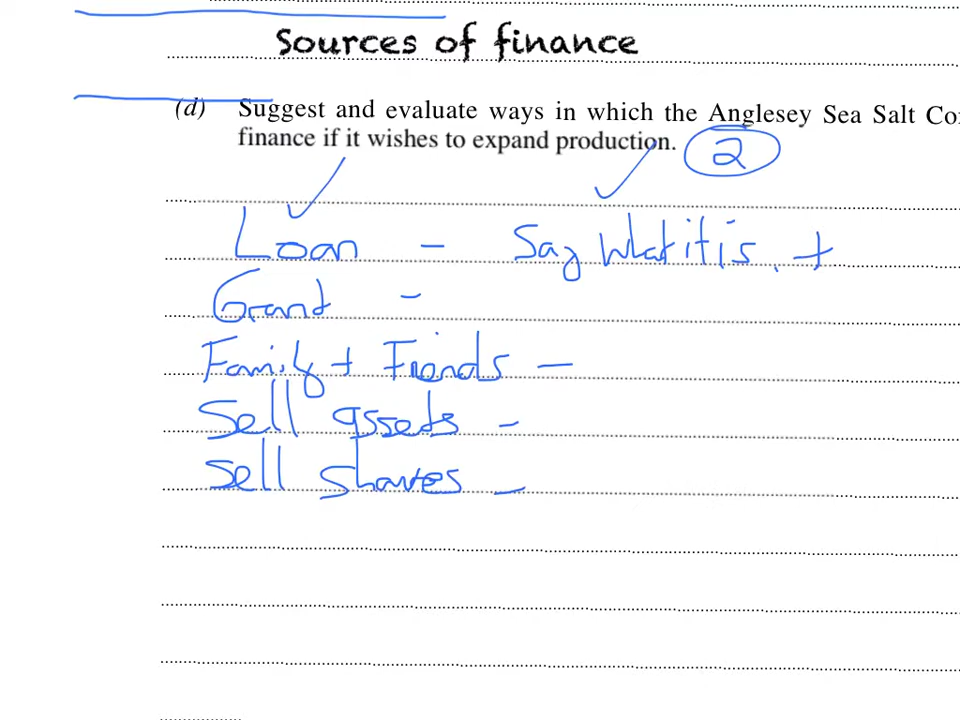 Sources of finance
(d) Suggest and evaluate ways in which the Anglesey Sea Salt Co
finance if it wishes to expand production. 2
Loan - Say What it is. +
Grant -
Family + Friends -
Sell assets -
Sell Shares -